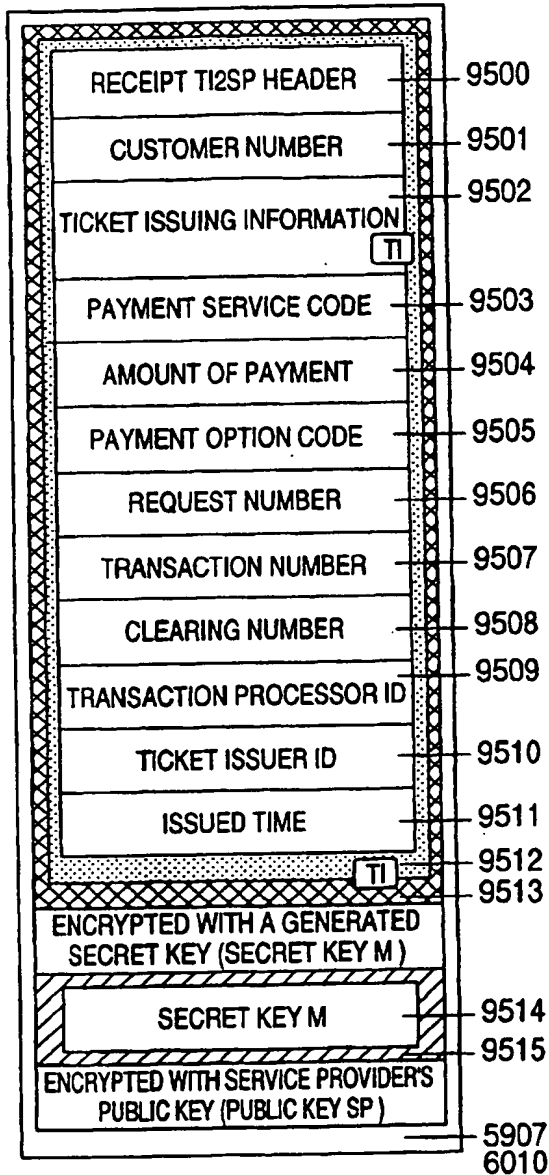 RECEIPT TI2SP HEADER 9500
CUSTOMER NUMBER 9501
9502
TICKET ISSUING INFORMATION
TI
PAYMENT SERVICE CODE 9503
AMOUNT OF PAYMENT 9504
PAYMENT OPTION CODE 9505
REQUEST NUMBER 9506
TRANSACTION NUMBER 9507
CLEARING NUMBER 9508
9509
TRANSACTION PROCESSOR ID
TICKET ISSUER ID 9510
ISSUED TIME 9511
TI 9512
9513
ENCRYPTED WITH A GENERATED
SECRET KEY (SECRET KEY M)
SECRET KEY M 9514
9515
ENCRYPTED WITH SERVICE PROVIDER'S
PUBLIC KEY (PUBLIC KEY SP)
5907
6010